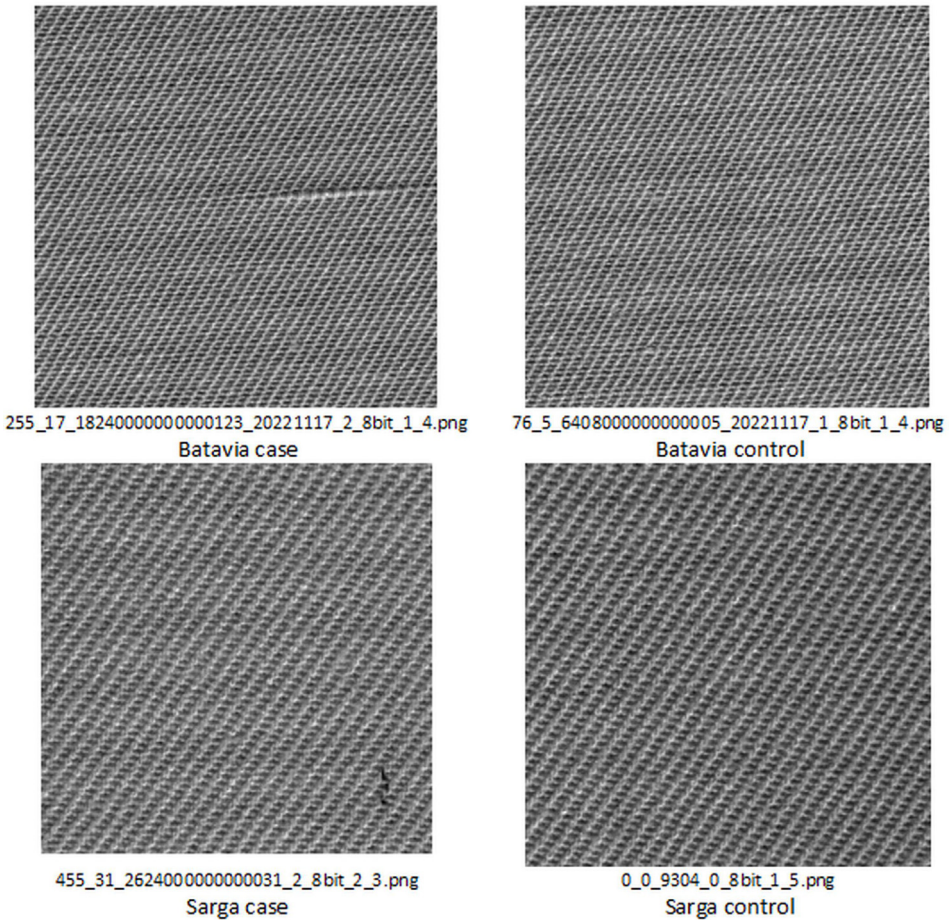 255_17_18240000000000123_20221117_2_8bit_1_4.png
76_5_6408000000000005_20221117_1_8bit_1_4.png
Batavia case
Batavia control
455_31_2624000000000031_2_8bit_2_3.png
0_0_9304_0_8bit_1_5.png
Sarga case
Sarga control